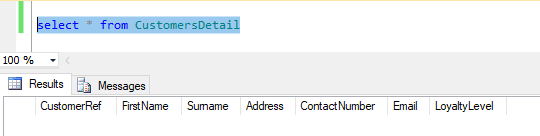 select * from CustomersDetail
100 %
Results Messages
CustomerRef FirstName Surname Address ContactNumber Email LoyaltyLevel